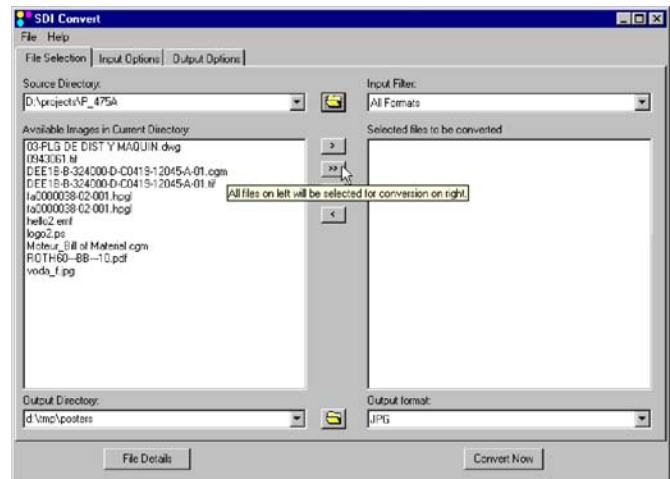 SDI Convert
File Help
File Selection Input Options Output Options
Source Directory:
D:\projects\P_475A
Input Filter:
All Formats
Available Images in Current Directory
03-PLG DE DIST Y MAQUIN.dwg
0943061.tif
DEE1B-B-324000-D-C0419-12045-A-01.cgm
DEE1B-B-324000-D-C0419-12045-A-01.tif
fa0000038-02-001.hpgl
fa0000038-02-001.hpgl
hello2.emf
logo2.ps
Moteur_Bill of Material.cgm
ROTH60--BB--10.pdf
voda_f.jpg
>
>>
All files on left will be selected for conversion on right.
<
Selected files to be converted
Output Directory:
d:\tmp\posters
Output format:
JPG
File Details
Convert Now